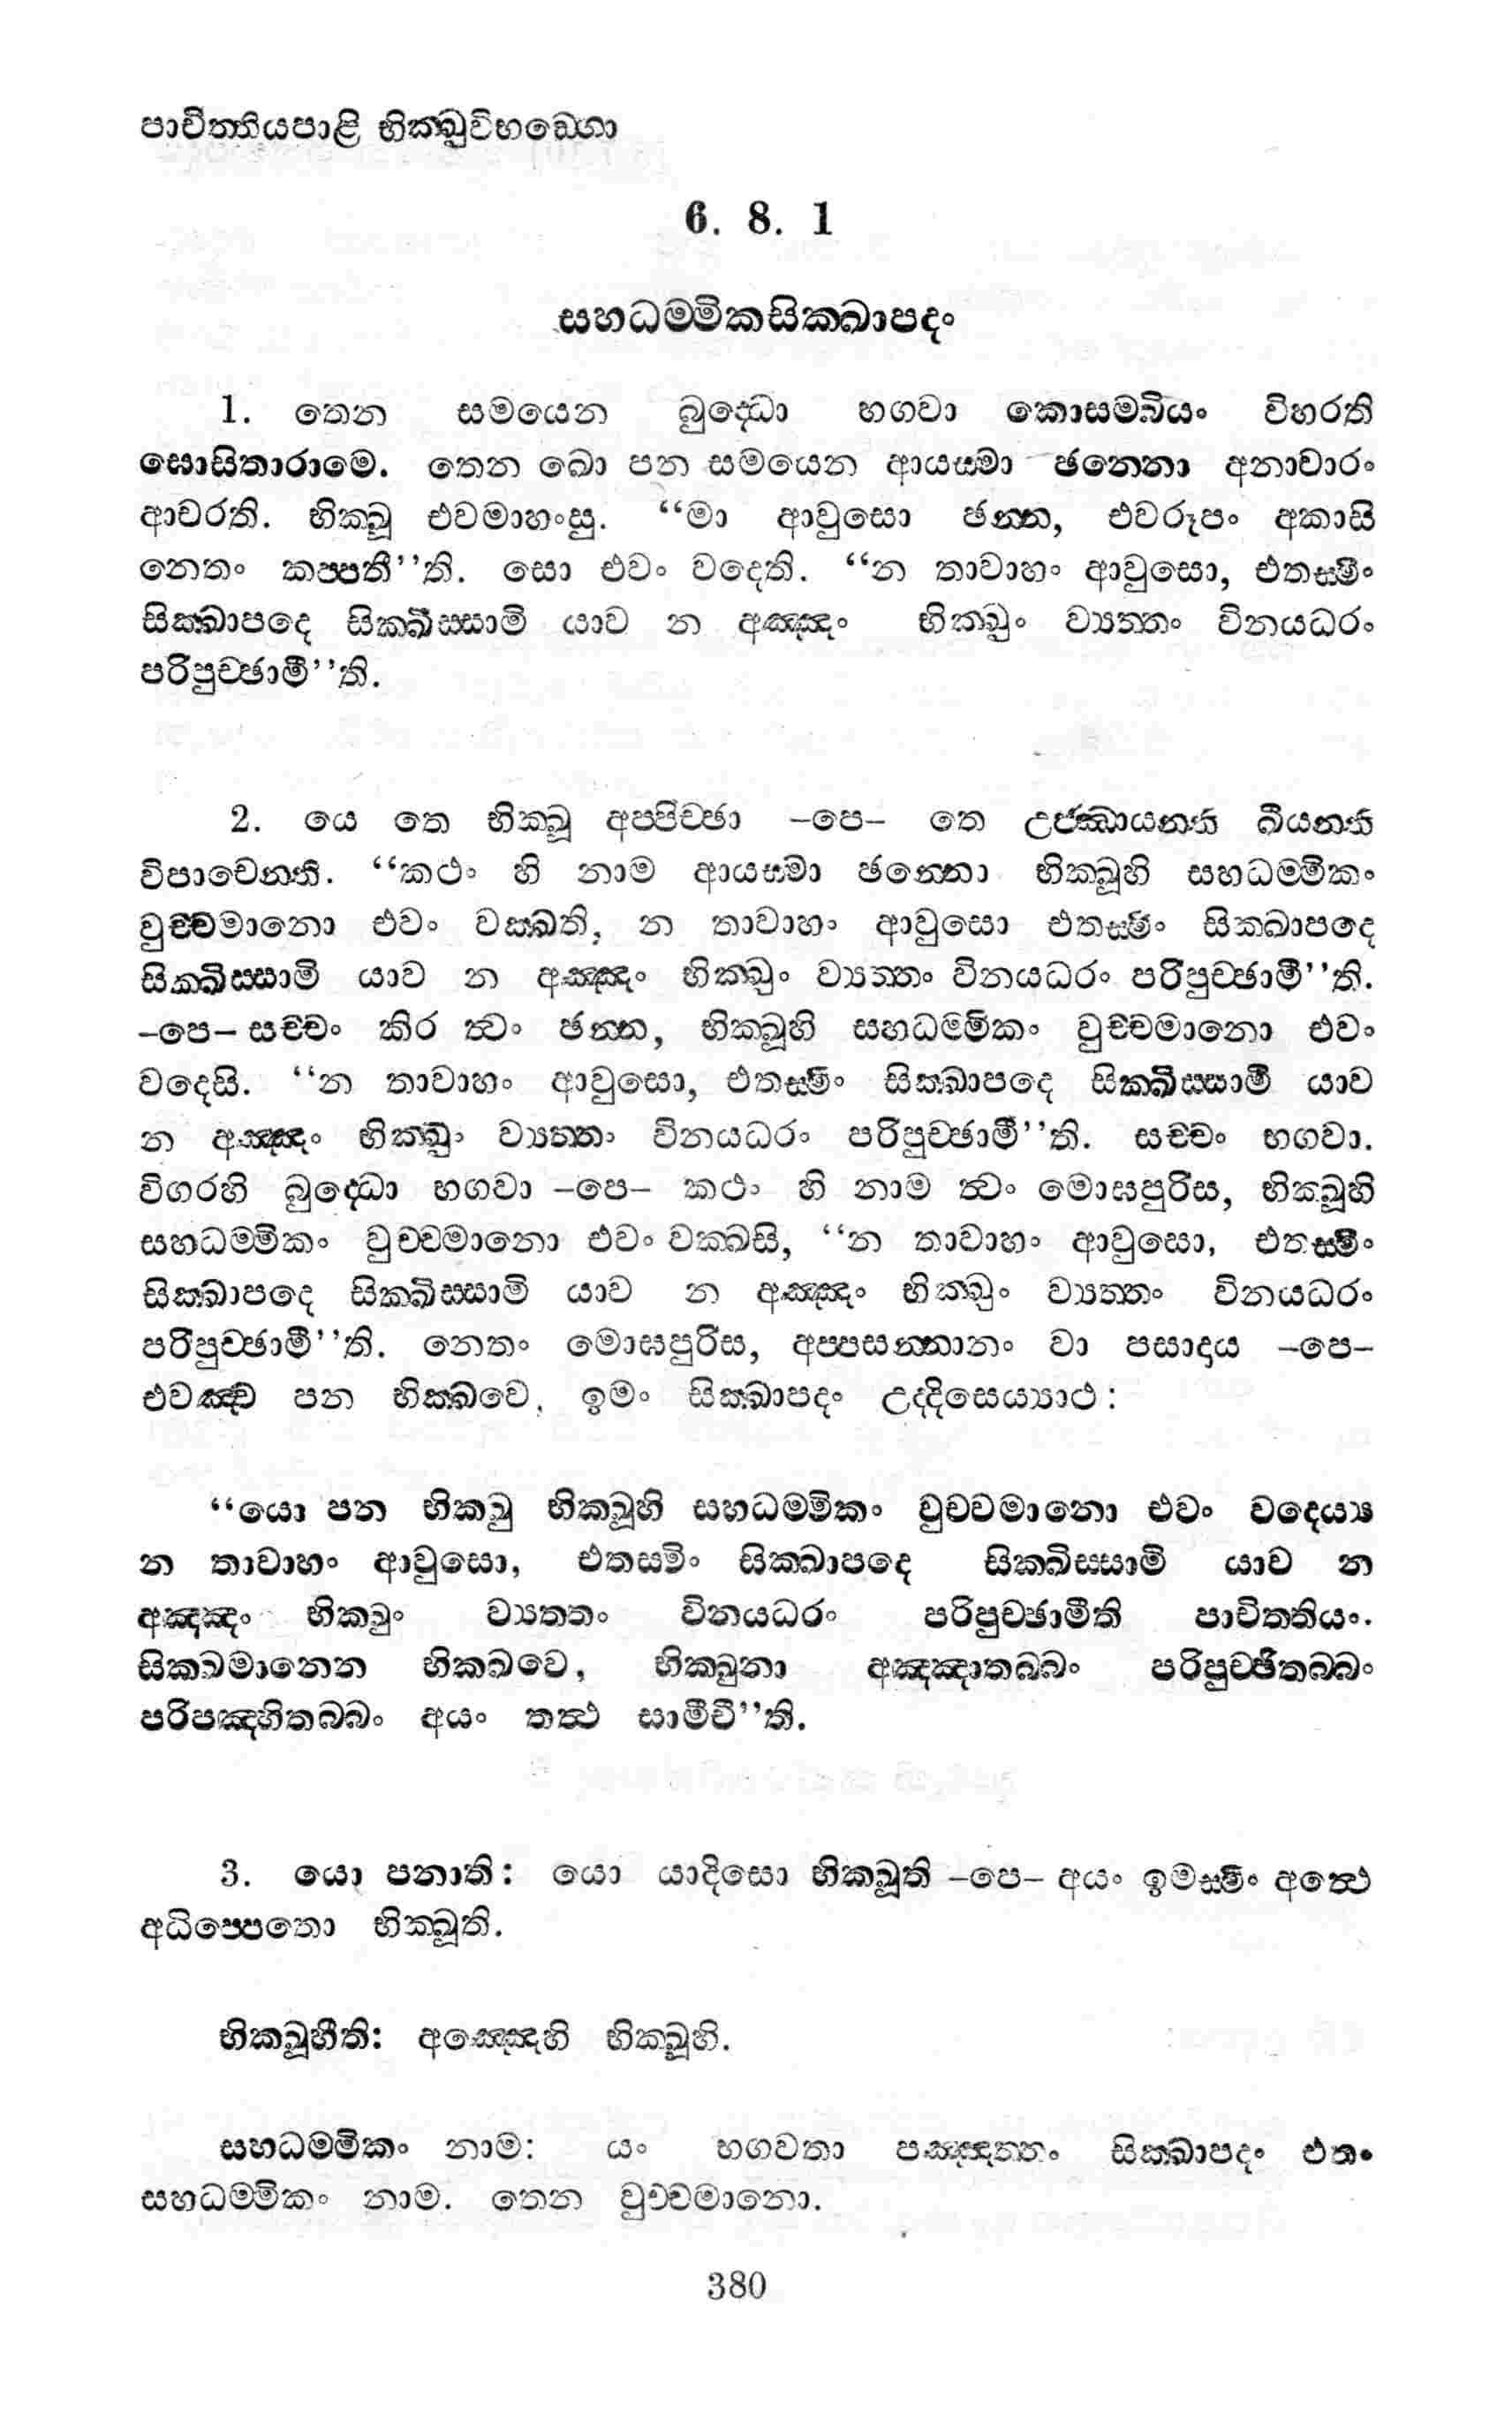 පාචිත්තියපාළි භික්ඛුවිභඞ්ගො
6. 8. 1
සහධම්මිකසික්ඛාපදං
1. තෙන සමයෙන බුද්ධො භගවා කොසම්බියං විහරති
ඝොසිතාරාමෙ. තෙන ඛො පන සමයෙන ආයස්මා ඡන්නො අනාචාරං
ආචරති. භික්ඛූ එවමාහංසු. “මා ආවුසො ඡන්න, එවරූපං අකාසි
නෙතං කප්පතී”ති. සො එවං වදෙති. “න තාවාහං ආවුසො, එතස්මිං
සික්ඛාපදෙ සික්ඛිස්සාමි යාව න අඤ්ඤං භික්ඛුං ව්‍යත්තං විනයධරං
පරිපුච්ඡාමී”ති.
2. යෙ තෙ භික්ඛූ අප්පිච්ඡා –පෙ– තෙ උජ්ඣායන්ති ඛීයන්ති
විපාචෙන්ති. “කථං හි නාම ආයස්මා ඡන්නො භික්ඛූහි සහධම්මිකං
වුච්චමානො එවං වක්ඛති, න තාවාහං ආවුසො එතස්මිං සික්ඛාපදෙ
සික්ඛිස්සාමි යාව න අඤ්ඤං භික්ඛුං ව්‍යත්තං විනයධරං පරිපුච්ඡාමී”ති.
–පෙ– සච්චං කිර ත්වං ඡන්න, භික්ඛූහි සහධම්මිකං වුච්චමානො එවං
වදෙසි. “න තාවාහං ආවුසො, එතස්මිං සික්ඛාපදෙ සික්ඛිස්සාමි යාව
න අඤ්ඤං භික්ඛුං ව්‍යත්තං විනයධරං පරිපුච්ඡාමී”ති. සච්චං භගවා.
විගරහි බුද්ධො භගවා –පෙ– කථං හි නාම ත්වං මොඝපුරිස, භික්ඛූහි
සහධම්මිකං වුච්චමානො එවං වක්ඛසි, “න තාවාහං ආවුසො, එතස්මිං
සික්ඛාපදෙ සික්ඛිස්සාමි යාව න අඤ්ඤං භික්ඛුං ව්‍යත්තං විනයධරං
පරිපුච්ඡාමී”ති. නෙතං මොඝපුරිස, අප්පසන්නානං වා පසාදාය –පෙ–
එවඤ්ච පන භික්ඛවෙ, ඉමං සික්ඛාපදං උද්දිසෙය්‍යාථ:
“යො පන භික්ඛු භික්ඛූහි සහධම්මිකං වුච්චමානො එවං වදෙය්‍ය
න තාවාහං ආවුසො, එතස්මිං සික්ඛාපදෙ සික්ඛිස්සාමි යාව න
අඤ්ඤං භික්ඛුං ව්‍යත්තං විනයධරං පරිපුච්ඡාමීති පාචිත්තියං.
සික්ඛමානෙන භික්ඛවෙ, භික්ඛුනා අඤ්ඤාතබ්බං පරිපුච්ඡිතබ්බං
පරිපඤ්හිතබ්බං අයං තත්ථ සාමීචී”ති.
3. යො පනාති: යො යාදිසො භික්ඛූති –පෙ– අයං ඉමස්මිං අත්ථෙ
අධිප්පෙතො භික්ඛූති.
භික්ඛූහීති: අඤ්ඤෙහි භික්ඛූහි.
සහධම්මිකං නාම: යං භගවතා පඤ්ඤත්තං සික්ඛාපදං එතං
සහධම්මිකං නාම. තෙන වුච්චමානො.
380